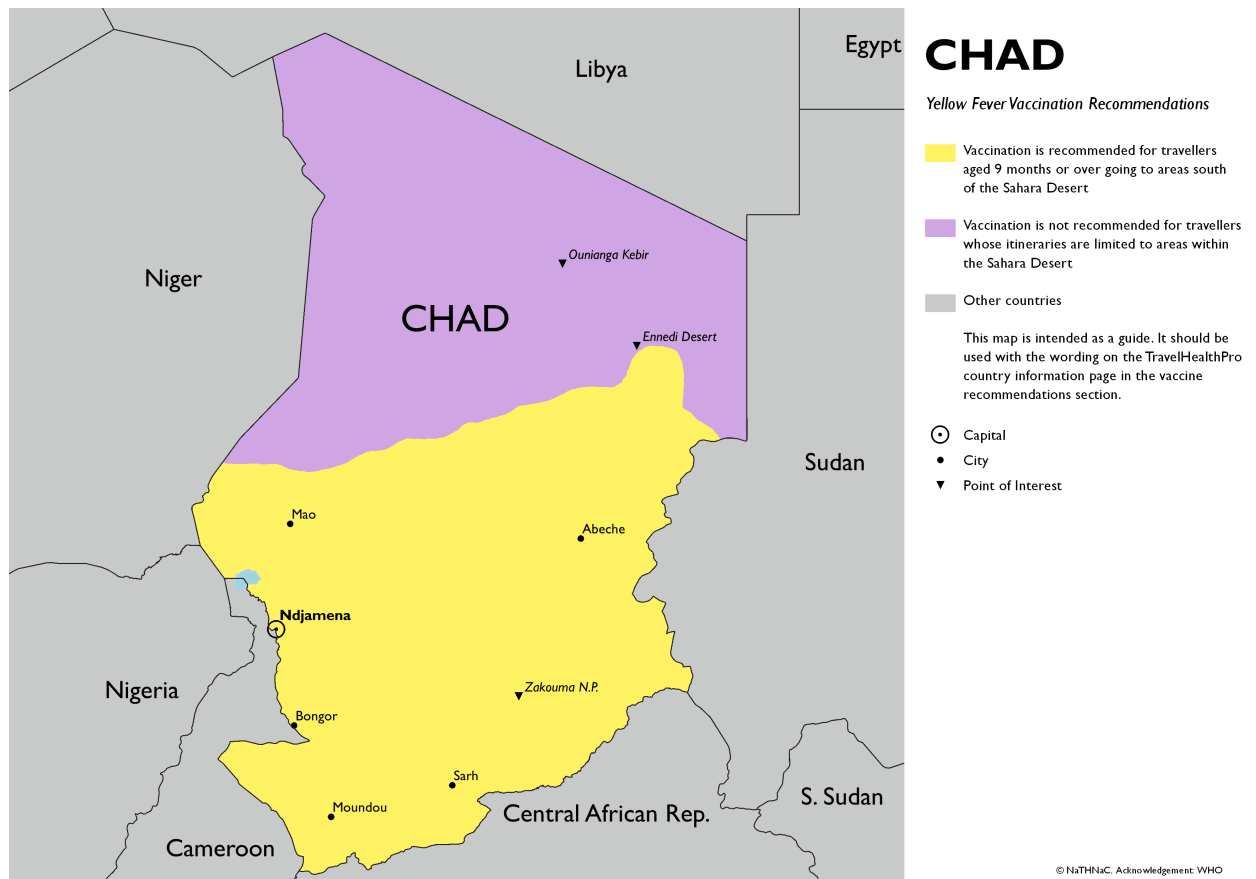 Egypt
Libya
Niger
Ounianga Kebir
CHAD
Ennedi Desert
Sudan
Mao
Abeche
Ndjamena
Nigeria
Zakouma N.P.
Bongor
Sarh
Moundou
S. Sudan
Central African Rep.
Cameroon
CHAD
Yellow Fever Vaccination Recommendations
Vaccination is recommended for travellers
aged 9 months or over going to areas south
of the Sahara Desert
Vaccination is not recommended for travellers
whose itineraries are limited to areas within
the Sahara Desert
Other countries
This map is intended as a guide. It should be
used with the wording on the TravelHealthPro
country information page in the vaccine
recommendations section.
Capital
City
Point of Interest
© NaTHNaC. Acknowledgement: WHO